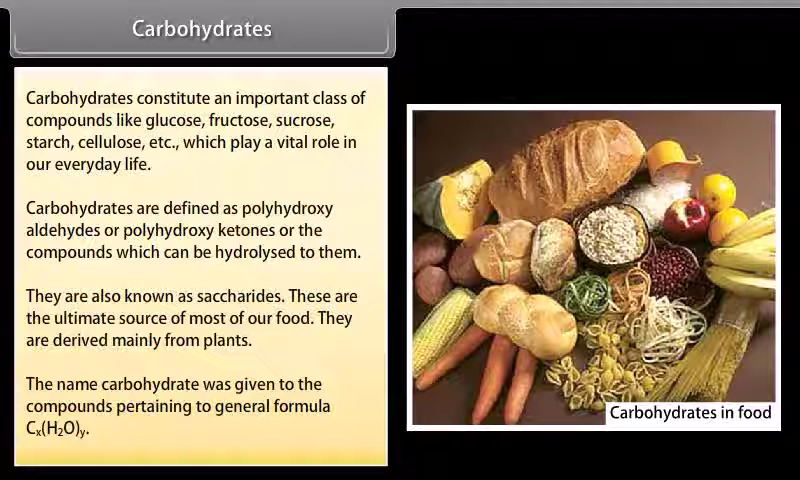 Carbohydrates
Carbohydrates constitute an important class of
compounds like glucose, fructose, sucrose,
starch, cellulose, etc., which play a vital role in
our everyday life.
Carbohydrates are defined as polyhydroxy
aldehydes or polyhydroxy ketones or the
compounds which can be hydrolysed to them.
They are also known as saccharides. These are
the ultimate source of most of our food. They
are derived mainly from plants.
The name carbohydrate was given to the
compounds pertaining to general formula
Cₓ(H₂O)ᵧ.
Carbohydrates in food